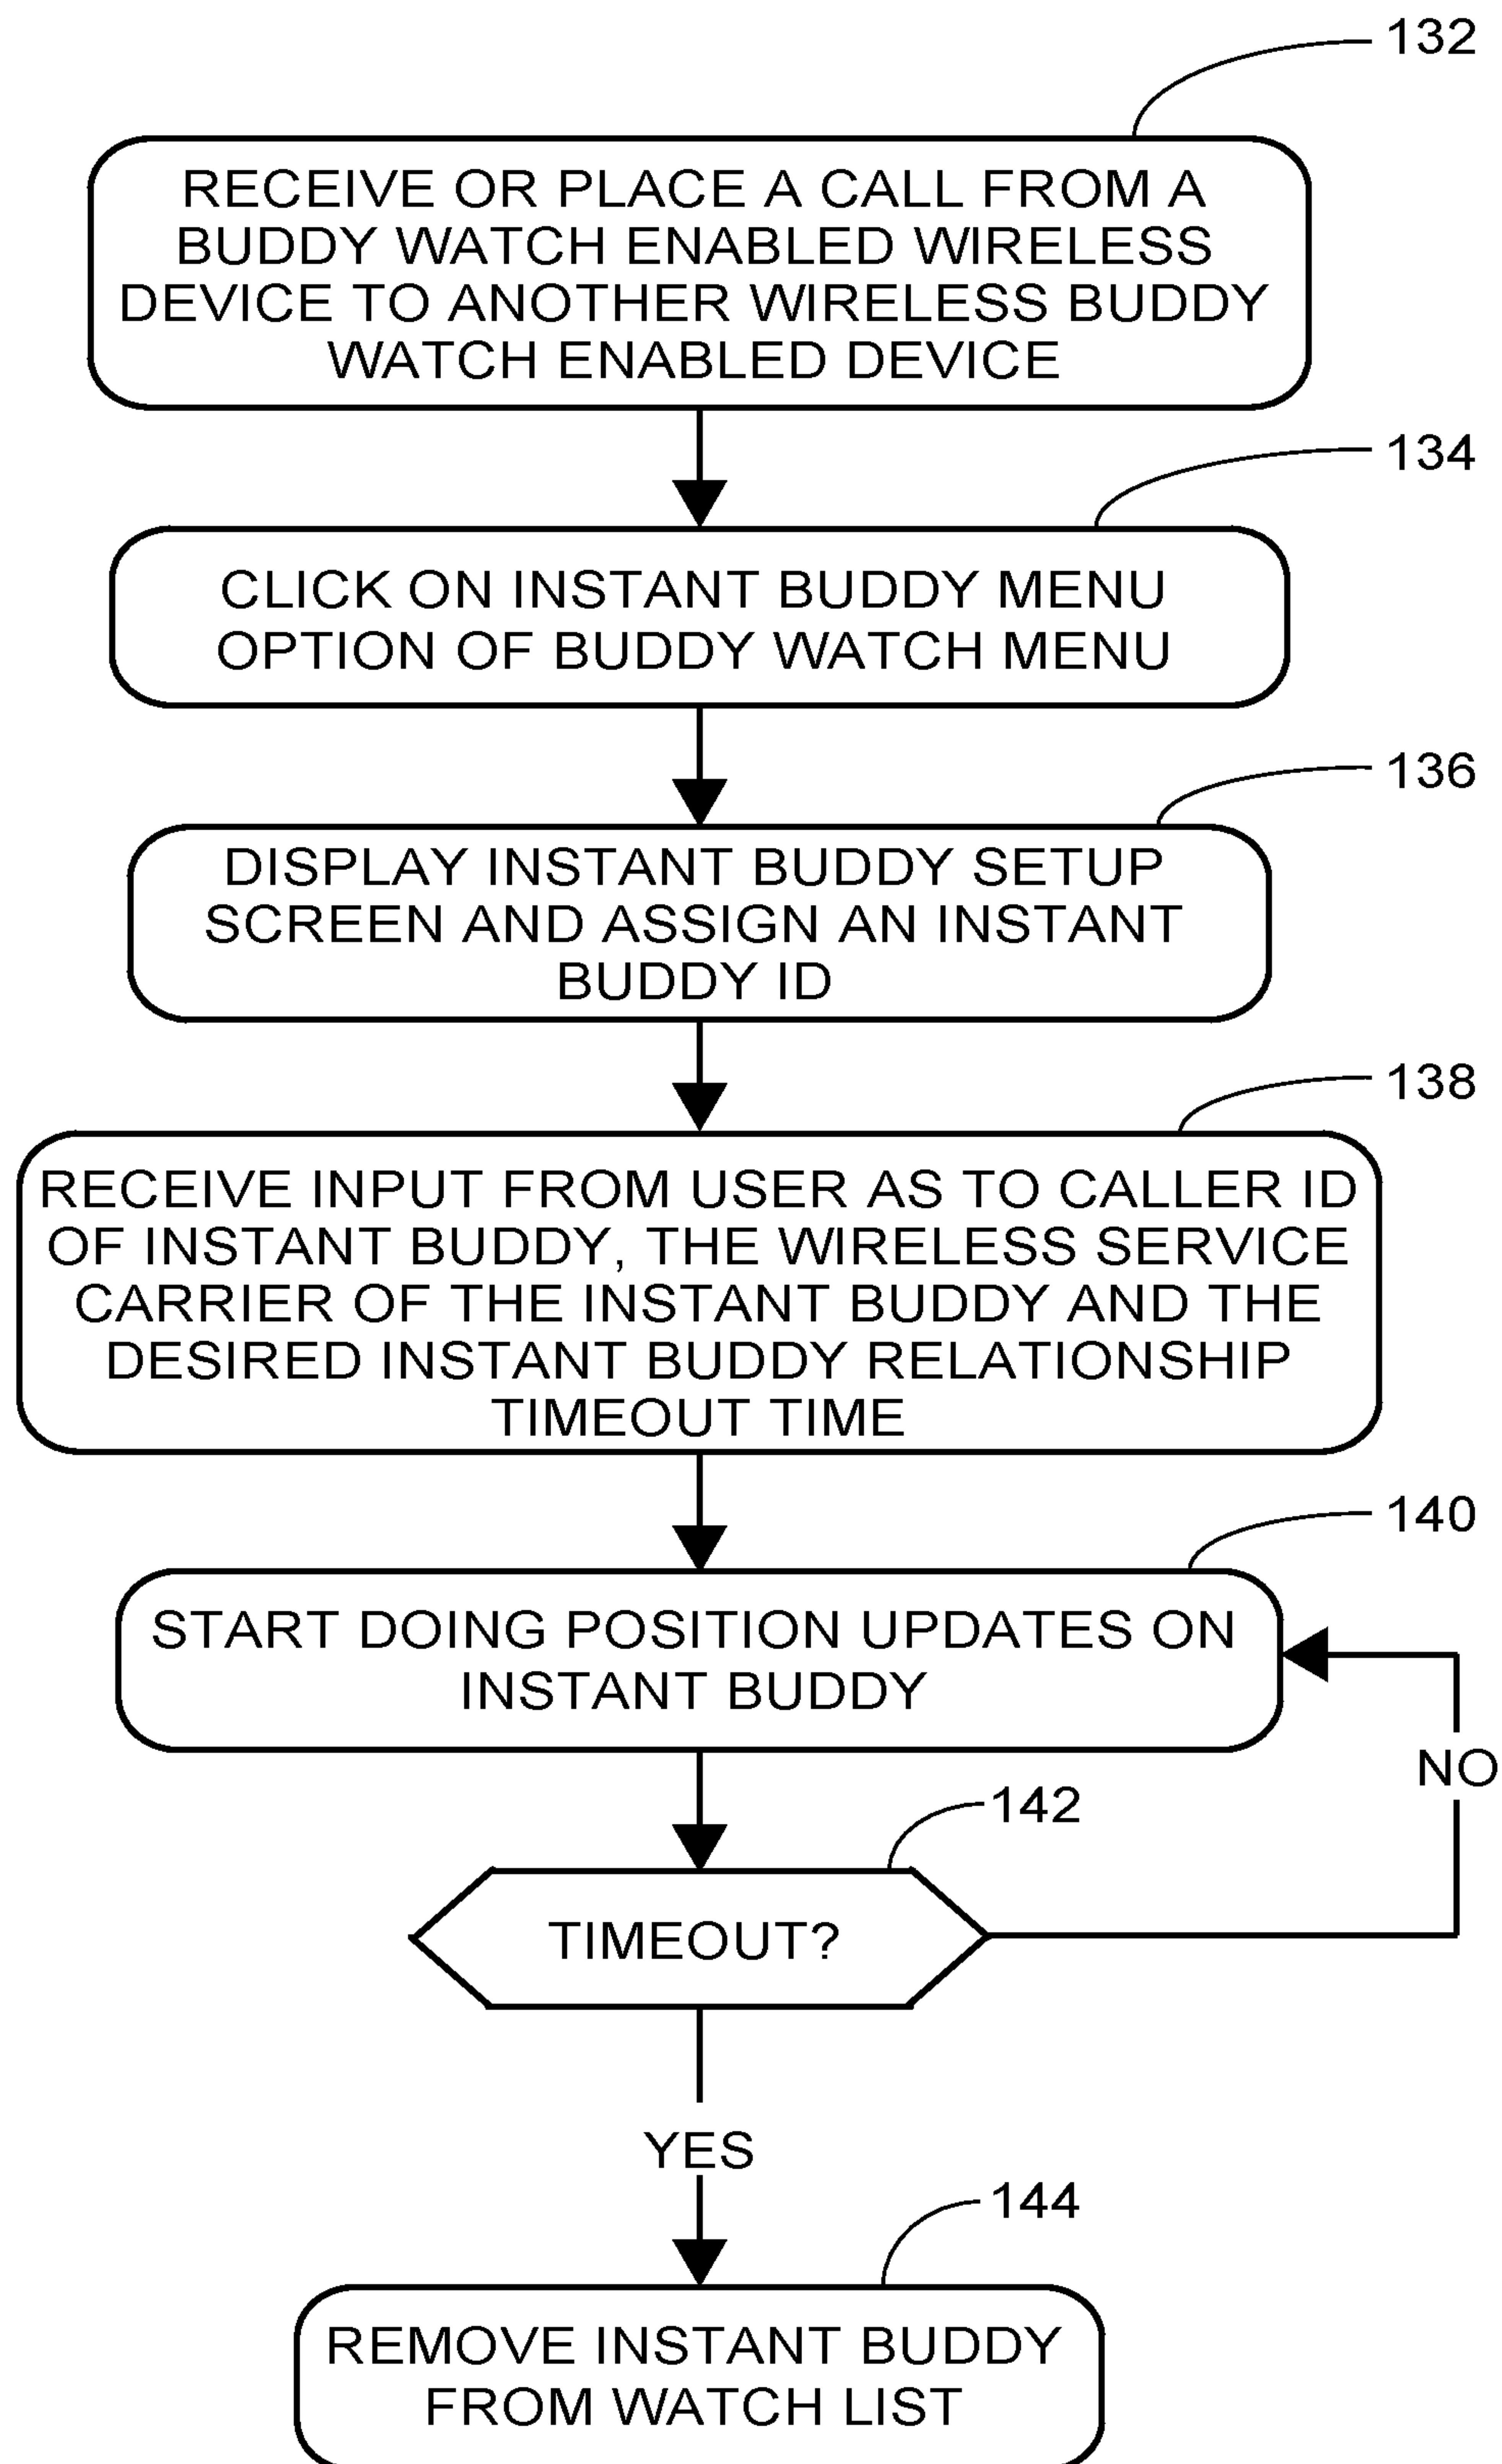 132
RECEIVE OR PLACE A CALL FROM A
BUDDY WATCH ENABLED WIRELESS
DEVICE TO ANOTHER WIRELESS BUDDY
WATCH ENABLED DEVICE
134
CLICK ON INSTANT BUDDY MENU
OPTION OF BUDDY WATCH MENU
136
DISPLAY INSTANT BUDDY SETUP
SCREEN AND ASSIGN AN INSTANT
BUDDY ID
138
RECEIVE INPUT FROM USER AS TO CALLER ID
OF INSTANT BUDDY, THE WIRELESS SERVICE
CARRIER OF THE INSTANT BUDDY AND THE
DESIRED INSTANT BUDDY RELATIONSHIP
TIMEOUT TIME
140
START DOING POSITION UPDATES ON
INSTANT BUDDY
NO
142
TIMEOUT?
YES
144
REMOVE INSTANT BUDDY
FROM WATCH LIST